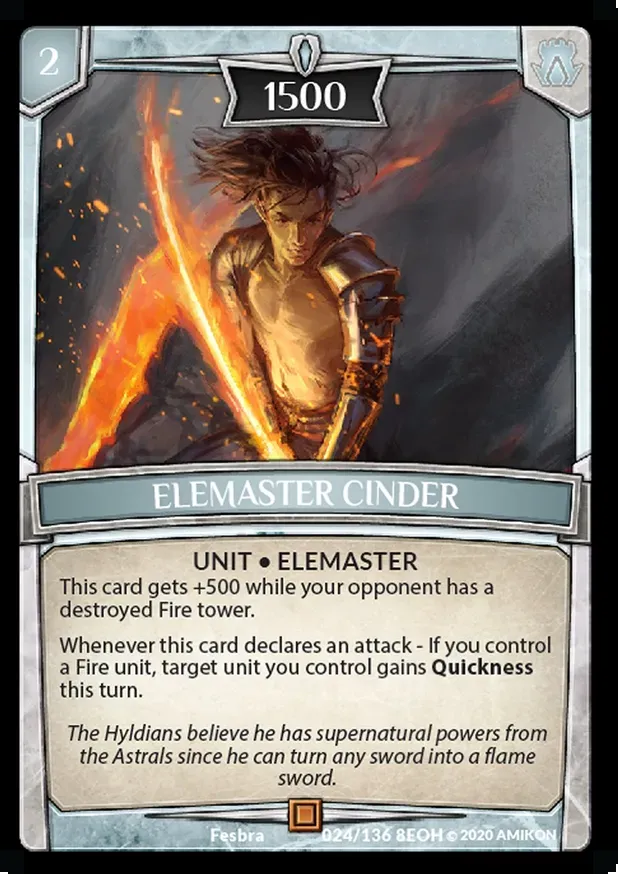 2
1500
ELEMASTER CINDER
UNIT • ELEMASTER
This card gets +500 while your opponent has a
destroyed Fire tower.
Whenever this card declares an attack - If you control
a Fire unit, target unit you control gains Quickness
this turn.
The Hyldians believe he has supernatural powers from
the Astrals since he can turn any sword into a flame
sword.
Fesbra 024/136 8EOH © 2020 AMIKON